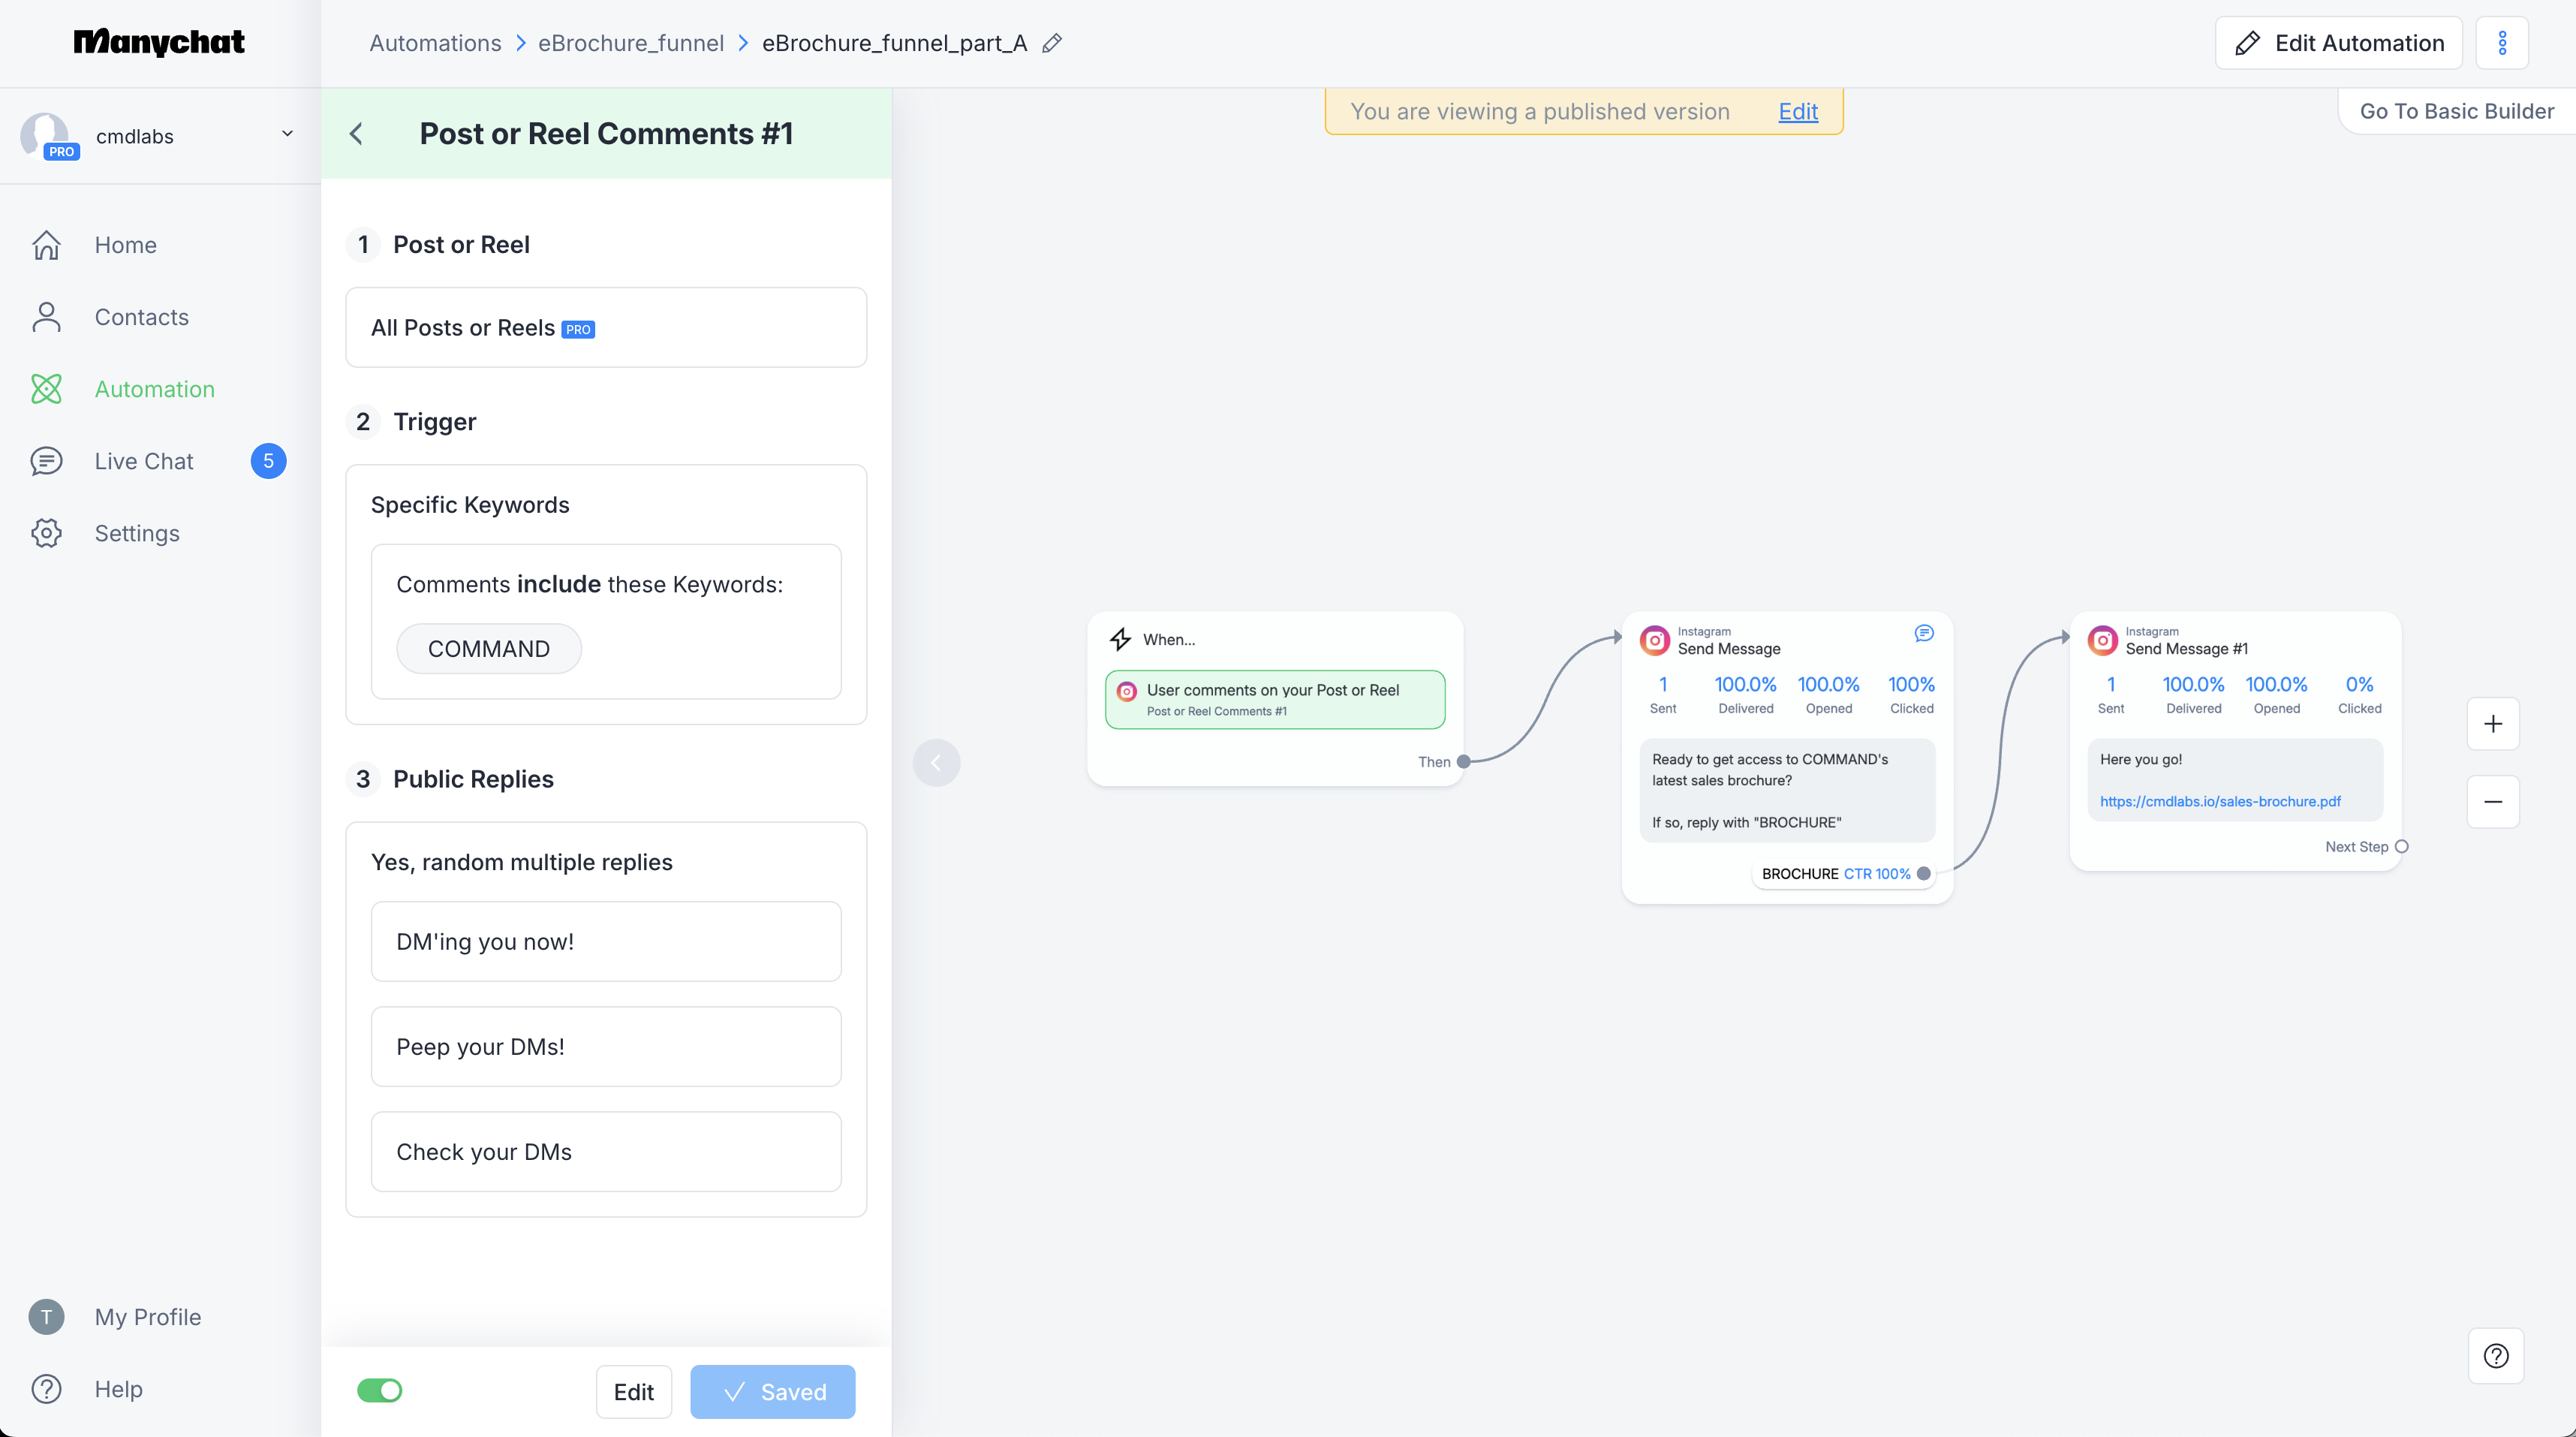 Manychat
Automations > eBrochure_funnel > eBrochure_funnel_part_A
Edit Automation
PRO
cmdlabs
Home
Contacts
Automation
Live Chat 5
Settings
T My Profile
Help
Post or Reel Comments #1
1 Post or Reel
All Posts or Reels PRO
2 Trigger
Specific Keywords
Comments include these Keywords:
COMMAND
3 Public Replies
Yes, random multiple replies
DM'ing you now!
Peep your DMs!
Check your DMs
Edit
Saved
You are viewing a published version Edit
Go To Basic Builder
When...
User comments on your Post or Reel
Post or Reel Comments #1
Then
Instagram
Send Message
1 100.0% 100.0% 100%
Sent Delivered Opened Clicked
Ready to get access to COMMAND's
latest sales brochure?
If so, reply with "BROCHURE"
BROCHURE CTR 100%
Instagram
Send Message #1
1 100.0% 100.0% 0%
Sent Delivered Opened Clicked
Here you go!
https://cmdlabs.io/sales-brochure.pdf
Next Step